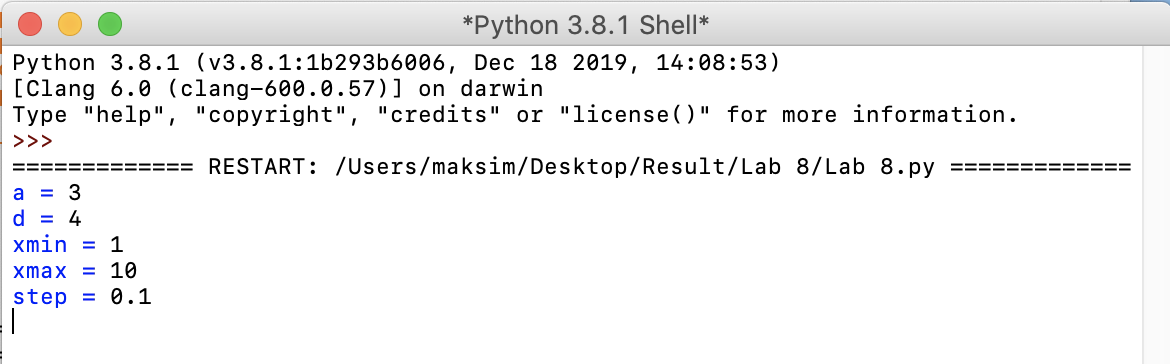 *Python 3.8.1 Shell*
Python 3.8.1 (v3.8.1:1b293b6006, Dec 18 2019, 14:08:53)
[Clang 6.0 (clang-600.0.57)] on darwin
Type "help", "copyright", "credits" or "license()" for more information.
>>>
============= RESTART: /Users/maksim/Desktop/Result/Lab 8/Lab 8.py =============
a = 3
d = 4
xmin = 1
xmax = 10
step = 0.1